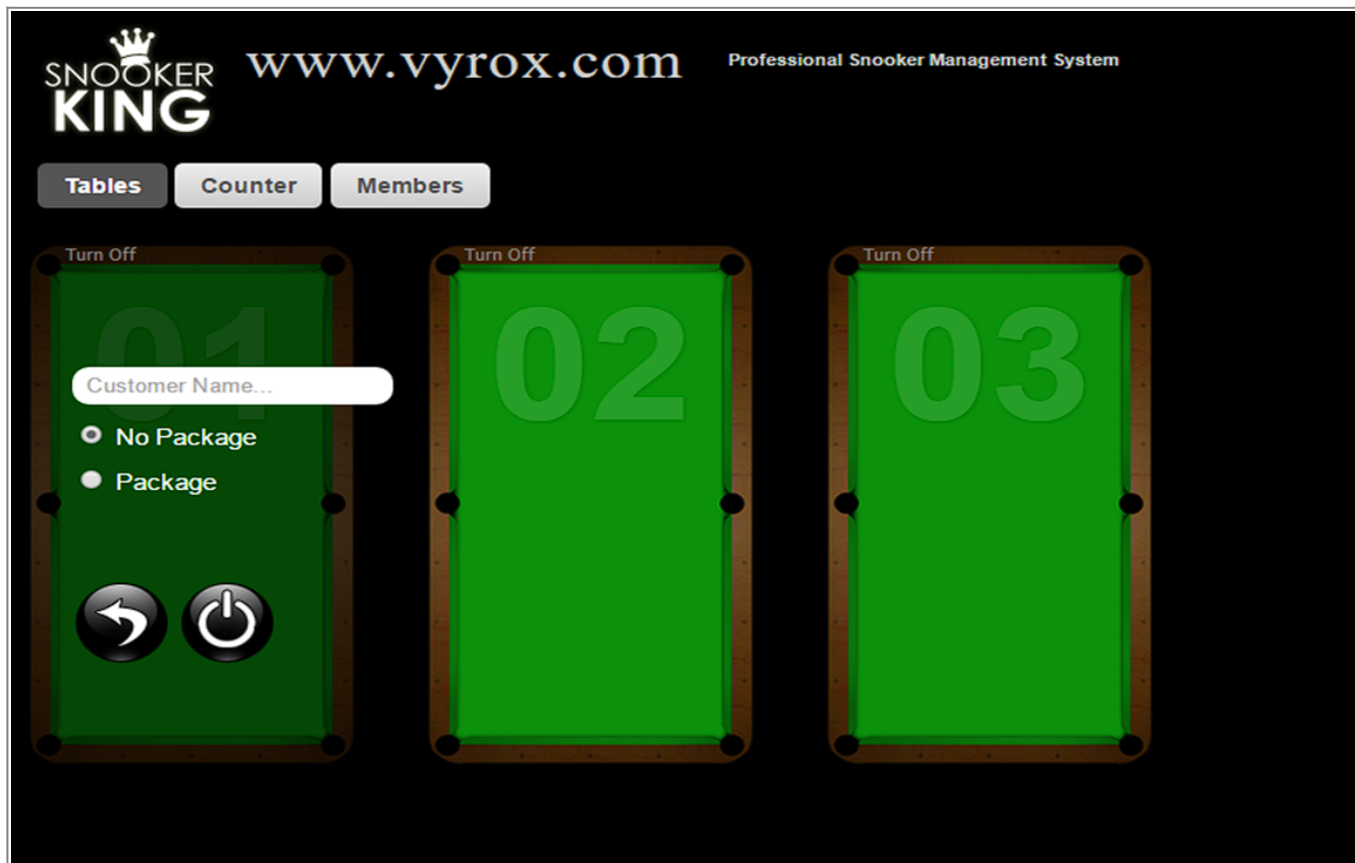 SNOOKER
KING
www.vyrox.com
Professional Snooker Management System
Tables
Counter
Members
Turn Off
01
Customer Name...
No Package
Package
Turn Off
02
Turn Off
03